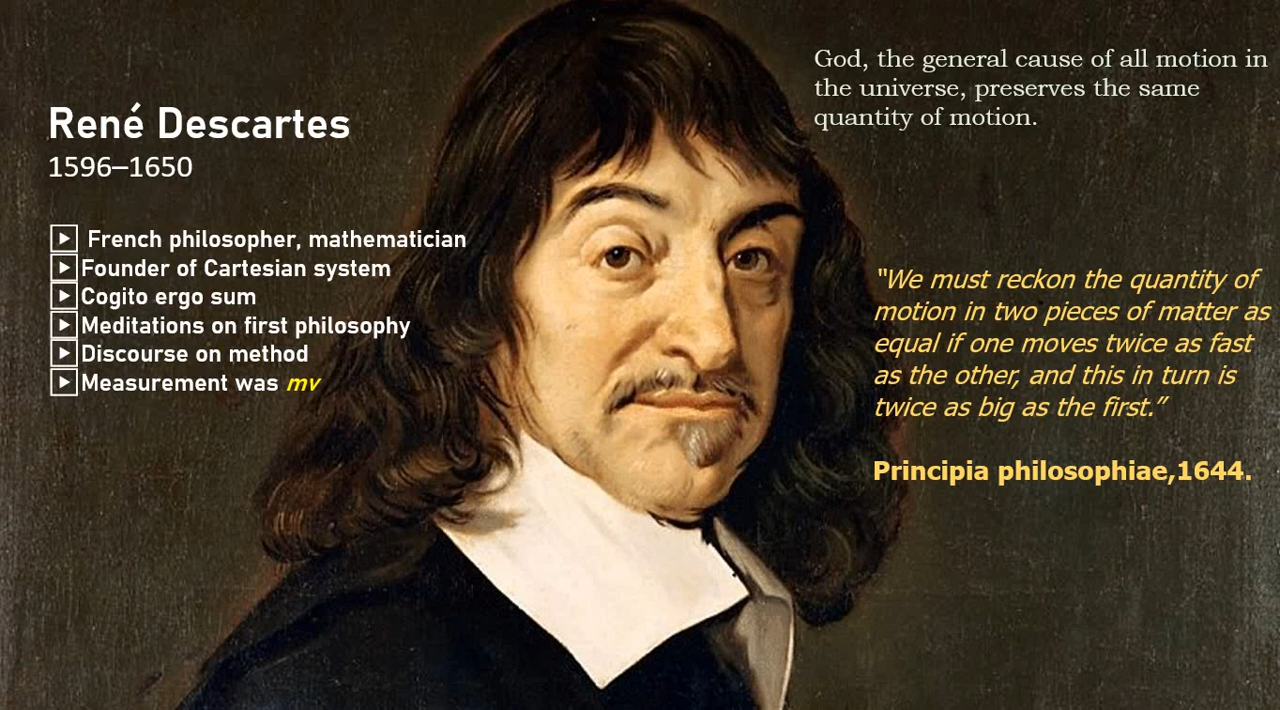 René Descartes
1596–1650
French philosopher, mathematician
Founder of Cartesian system
Cogito ergo sum
Meditations on first philosophy
Discourse on method
Measurement was mv
God, the general cause of all motion in
the universe, preserves the same
quantity of motion.
“We must reckon the quantity of
motion in two pieces of matter as
equal if one moves twice as fast
as the other, and this in turn is
twice as big as the first.”
Principia philosophiae,1644.